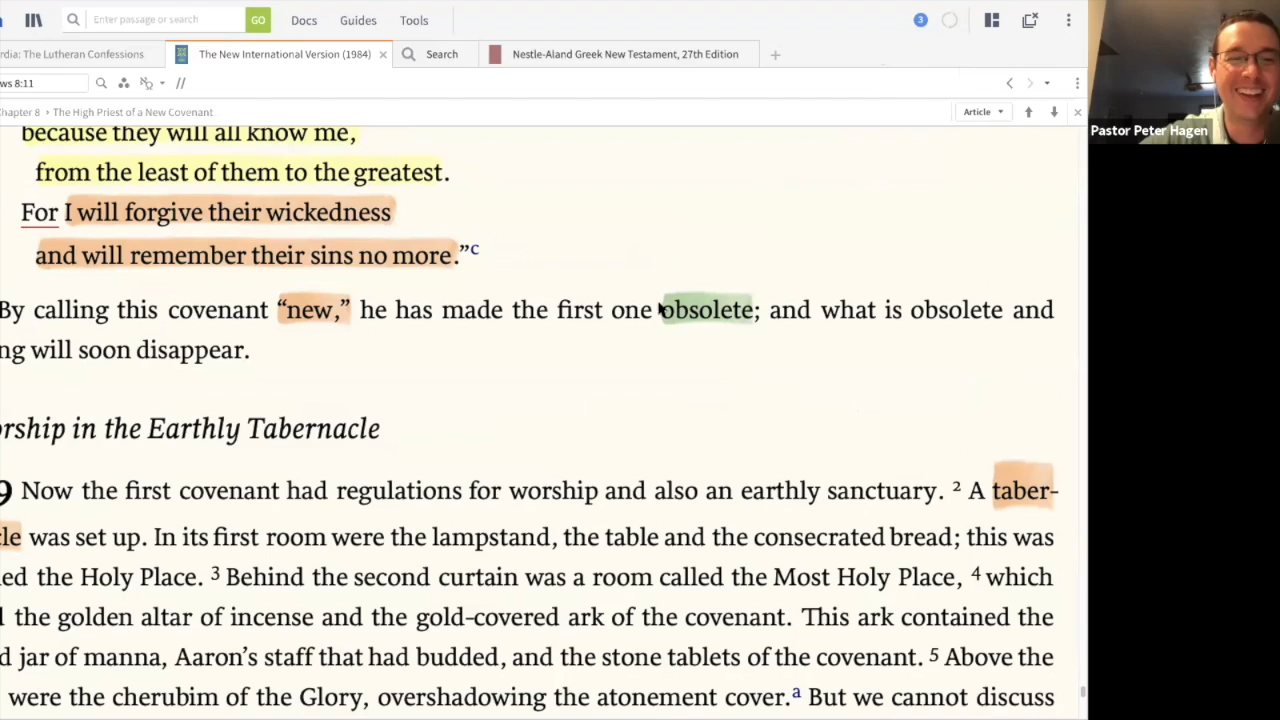 Enter passage or search
GO
Docs
Guides
Tools
3
rdia: The Lutheran Confessions
The New International Version (1984)
Search
Nestle-Aland Greek New Testament, 27th Edition
ws 8:11
Chapter 8 › The High Priest of a New Covenant
Article
Pastor Peter Hagen
because they will all know me,
from the least of them to the greatest.
For I will forgive their wickedness
and will remember their sins no more.”c
By calling this covenant “new,” he has made the first one obsolete; and what is obsolete and
ng will soon disappear.
orship in the Earthly Tabernacle
9 Now the first covenant had regulations for worship and also an earthly sanctuary. 2 A taber-
cle was set up. In its first room were the lampstand, the table and the consecrated bread; this was
ed the Holy Place. 3 Behind the second curtain was a room called the Most Holy Place, 4 which
l the golden altar of incense and the gold-covered ark of the covenant. This ark contained the
d jar of manna, Aaron’s staff that had budded, and the stone tablets of the covenant. 5 Above the
were the cherubim of the Glory, overshadowing the atonement cover.a But we cannot discuss